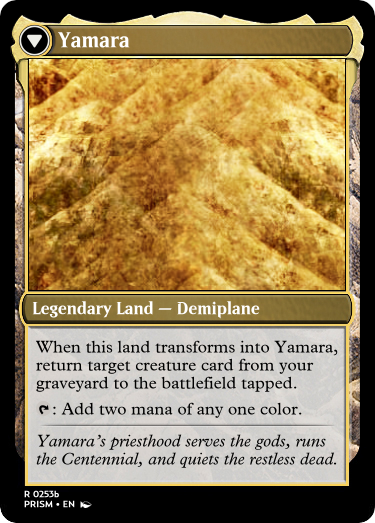 Yamara
Legendary Land — Demiplane
When this land transforms into Yamara,
return target creature card from your
graveyard to the battlefield tapped.
: Add two mana of any one color.
Yamara's priesthood serves the gods, runs
the Centennial, and quiets the restless dead.
R 0253b
PRISM • EN